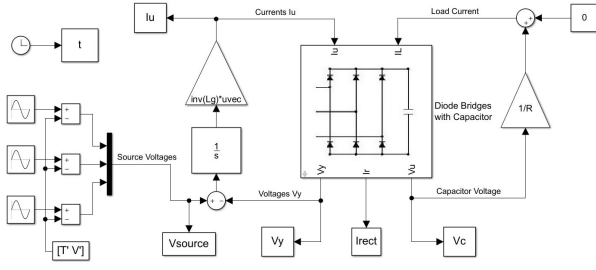 Iu
Currents Iu
Load Current
0
t
inv(Lg)*uvec
Iu
IL
Diode Bridges
with Capacitor
1/R
1
s
Source Voltages
Vy
Ir
Vu
Voltages Vy
Capacitor Voltage
[T' V']
Vsource
Vy
Irect
Vc